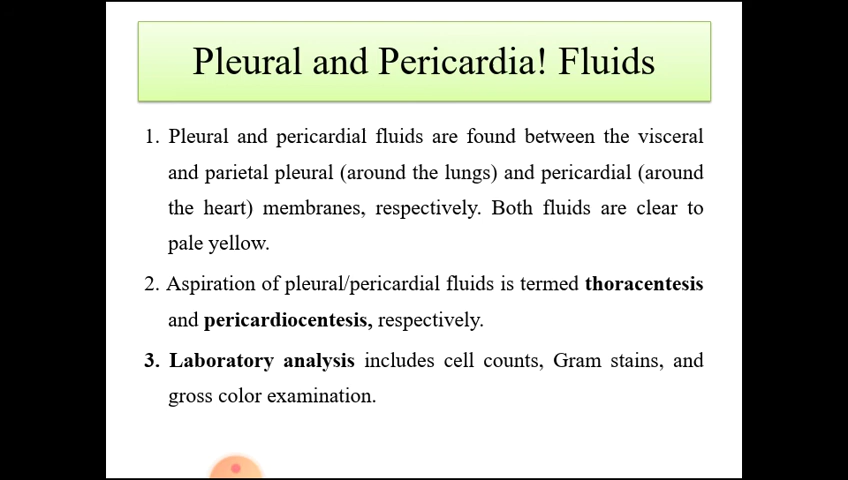 Pleural and Pericardia! Fluids
1. Pleural and pericardial fluids are found between the visceral
and parietal pleural (around the lungs) and pericardial (around
the heart) membranes, respectively. Both fluids are clear to
pale yellow.
2. Aspiration of pleural/pericardial fluids is termed thoracentesis
and pericardiocentesis, respectively.
3. Laboratory analysis includes cell counts, Gram stains, and
gross color examination.